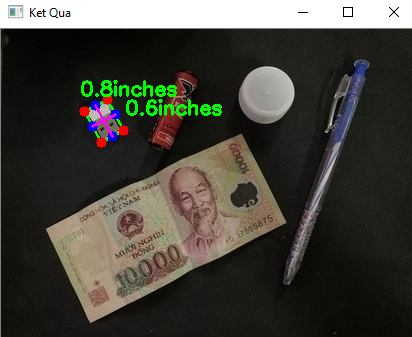 Ket Qua
0.8inches
0.6inches
10000
CỘNG HÒA XÃ HỘI CHỦ NGHĨA
VIỆT NAM
MƯỜI NGHÌN
ĐỒNG
10.000
17565875